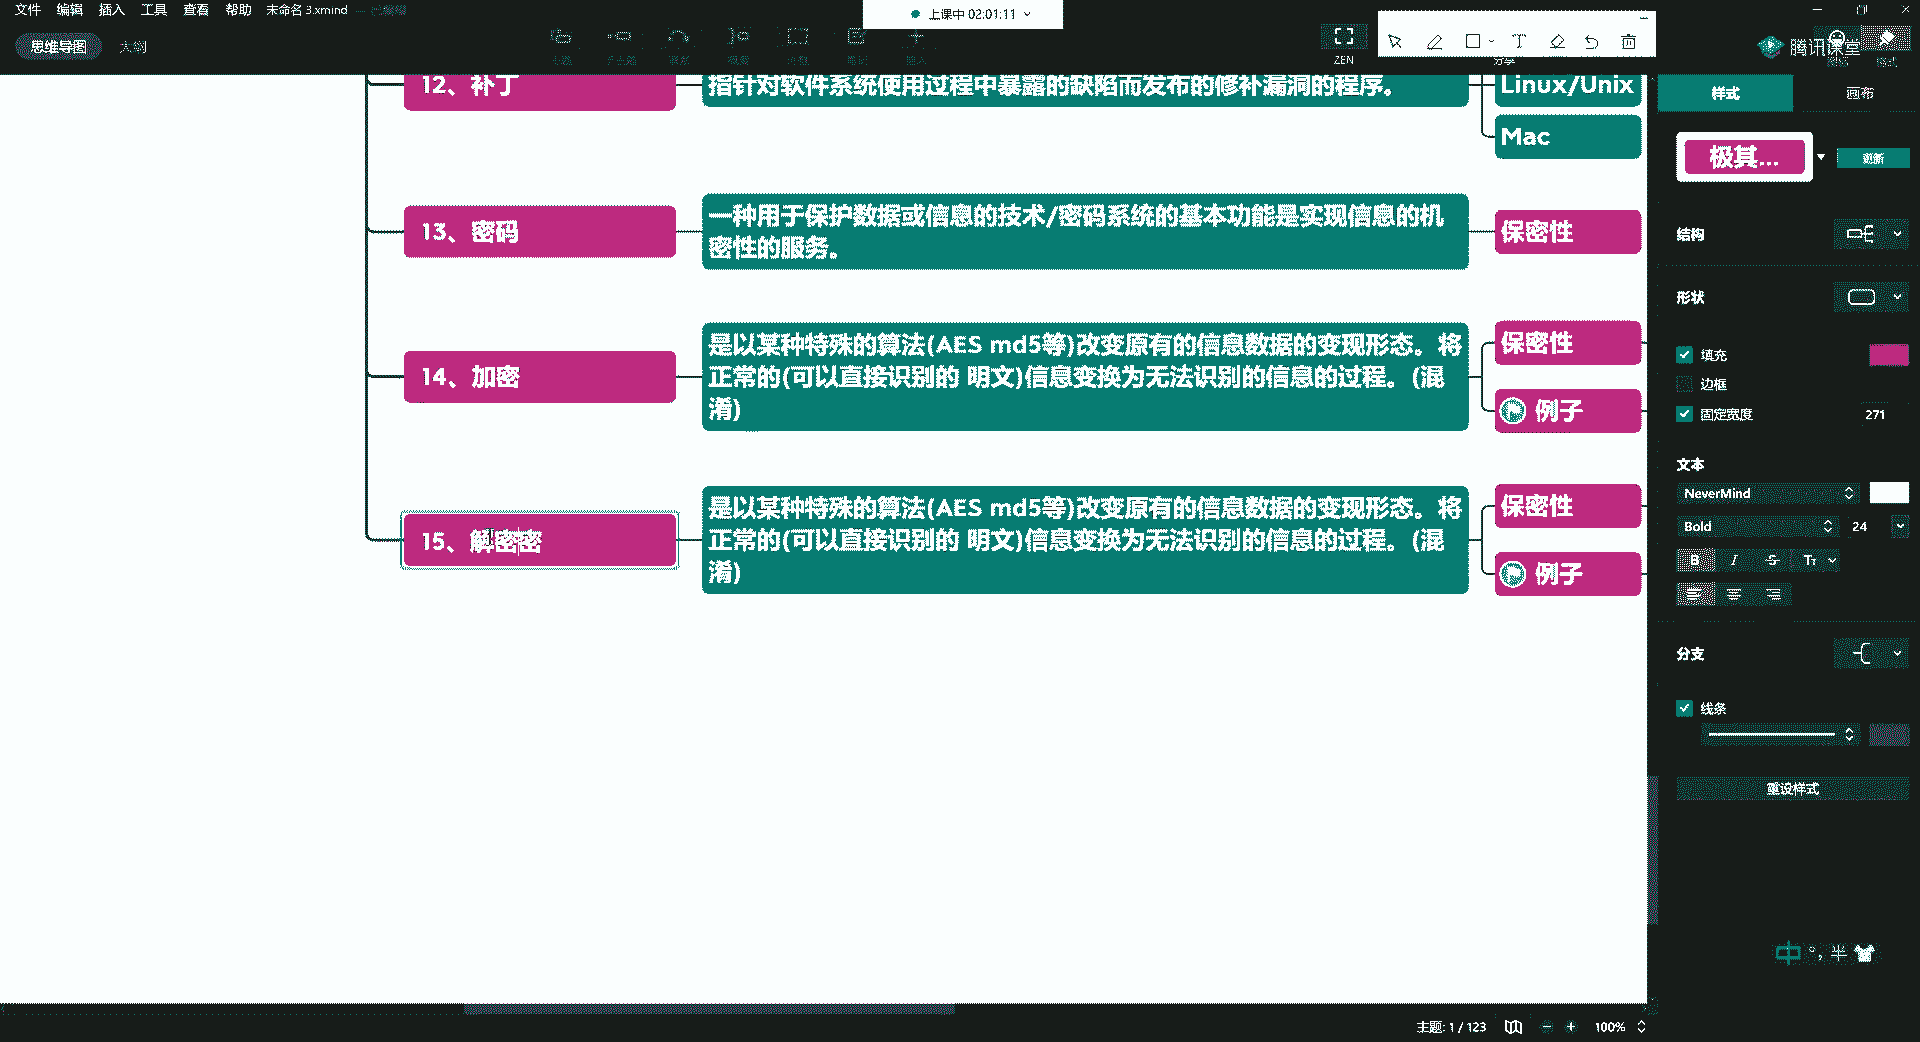 文件 编辑 插入 工具 查看 帮助 未命名 3.xmind
上课中 02:01:11
思维导图 大纲
ZEN
分享
腾讯课堂
12、补丁
指针对软件系统使用过程中暴露的缺陷而发布的修补漏洞的程序。
Linux/Unix
Mac
13、密码
一种用于保护数据或信息的技术/密码系统的基本功能是实现信息的机
密性的服务。
保密性
14、加密
是以某种特殊的算法(AES md5等)改变原有的信息数据的变现形态。将
正常的(可以直接识别的 明文)信息变换为无法识别的信息的过程。(混
淆)
保密性
例子
15、解密密
是以某种特殊的算法(AES md5等)改变原有的信息数据的变现形态。将
正常的(可以直接识别的 明文)信息变换为无法识别的信息的过程。(混
淆)
保密性
例子
样式 画布
极其...
更新
结构
形状
填充
边框
固定宽度 271
文本
NeverMind
Bold 24
B I S Tт
分支
线条
重设样式
中 °, 半
主题: 1 / 123 100%